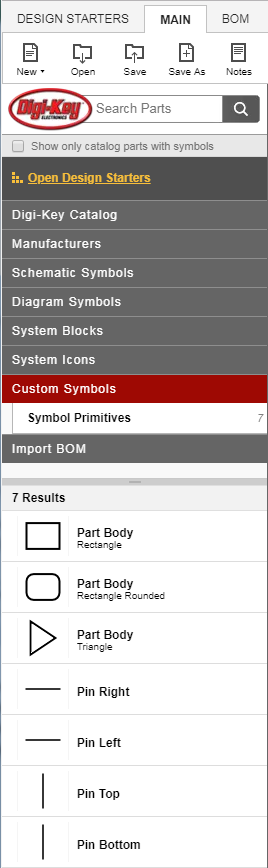 DESIGN STARTERS MAIN BOM
New Open Save Save As Notes
Digi-Key
ELECTRONICS
Search Parts
Show only catalog parts with symbols
Open Design Starters
Digi-Key Catalog
Manufacturers
Schematic Symbols
Diagram Symbols
System Blocks
System Icons
Custom Symbols
Symbol Primitives 7
Import BOM
7 Results
Part Body
Rectangle
Part Body
Rectangle Rounded
Part Body
Triangle
Pin Right
Pin Left
Pin Top
Pin Bottom